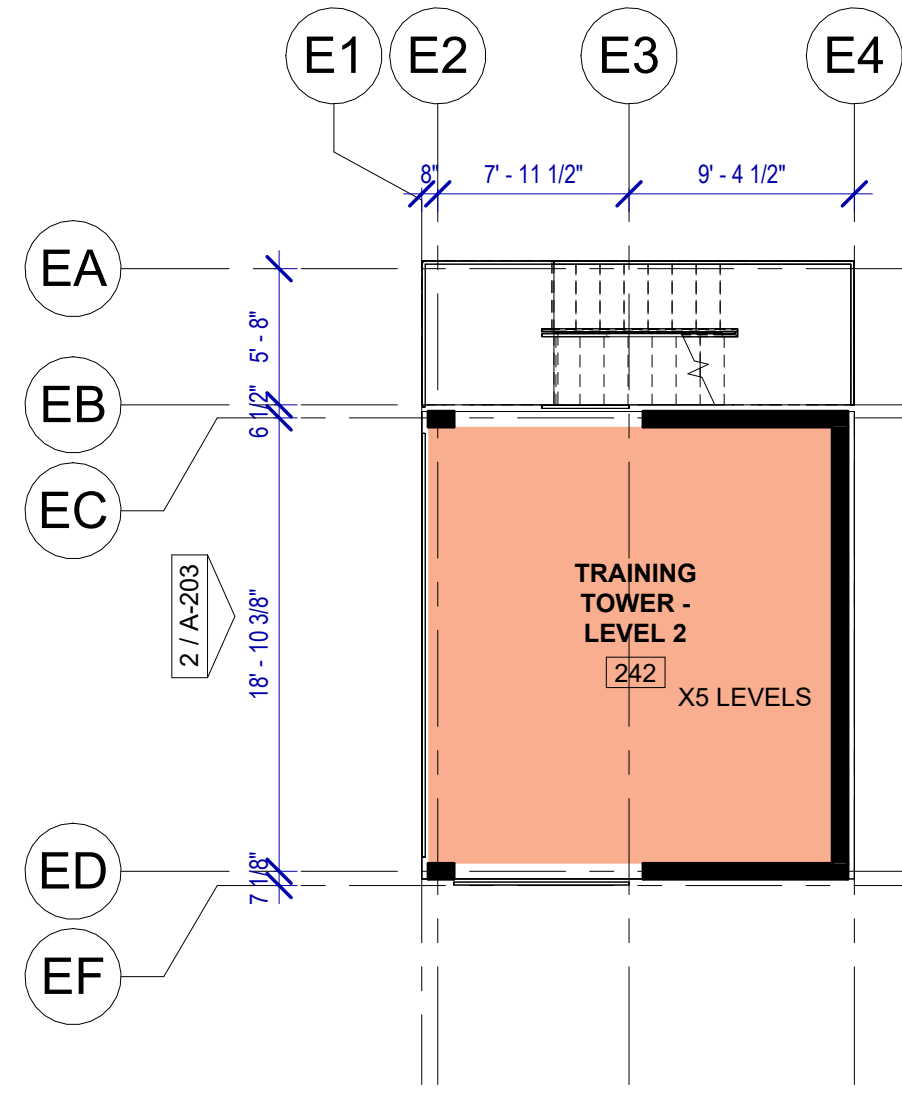 E1
E2
E3
E4
8"
7' - 11 1/2"
9' - 4 1/2"
EA
5' - 8"
EB
6 1/2"
EC
2 / A-203
18' - 10 3/8"
TRAINING
TOWER -
LEVEL 2
242
X5 LEVELS
ED
7 1/8"
EF